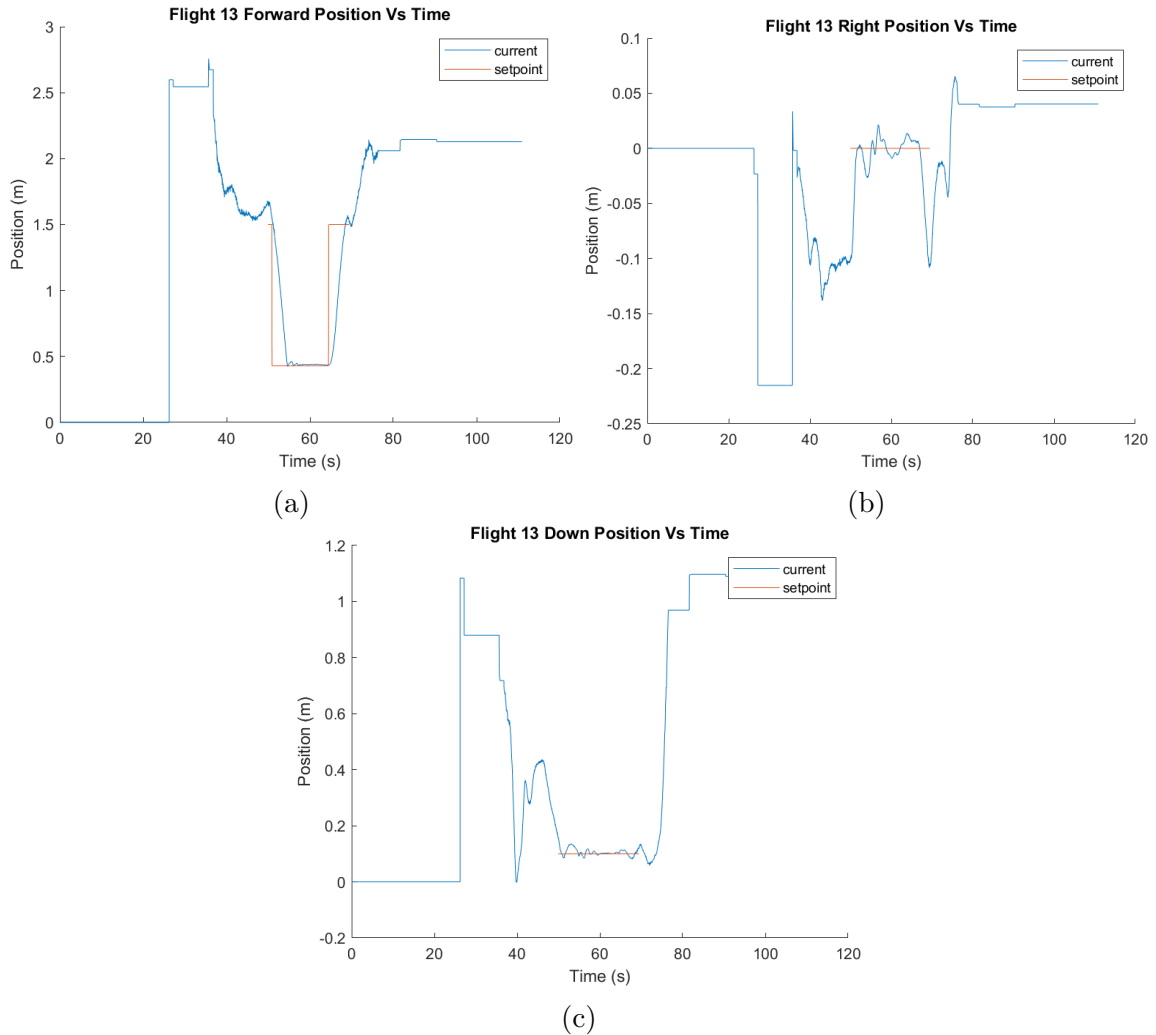 Flight 13 Forward Position Vs Time
current
setpoint
3
2.5
2
1.5
1
0.5
0
Position (m)
0 20 40 60 80 100 120
Time (s)
(a)
Flight 13 Right Position Vs Time
current
setpoint
0.1
0.05
0
-0.05
-0.1
-0.15
-0.2
-0.25
Position (m)
0 20 40 60 80 100 120
Time (s)
(b)
Flight 13 Down Position Vs Time
current
setpoint
1.2
1
0.8
0.6
0.4
0.2
0
-0.2
Position (m)
0 20 40 60 80 100 120
Time (s)
(c)